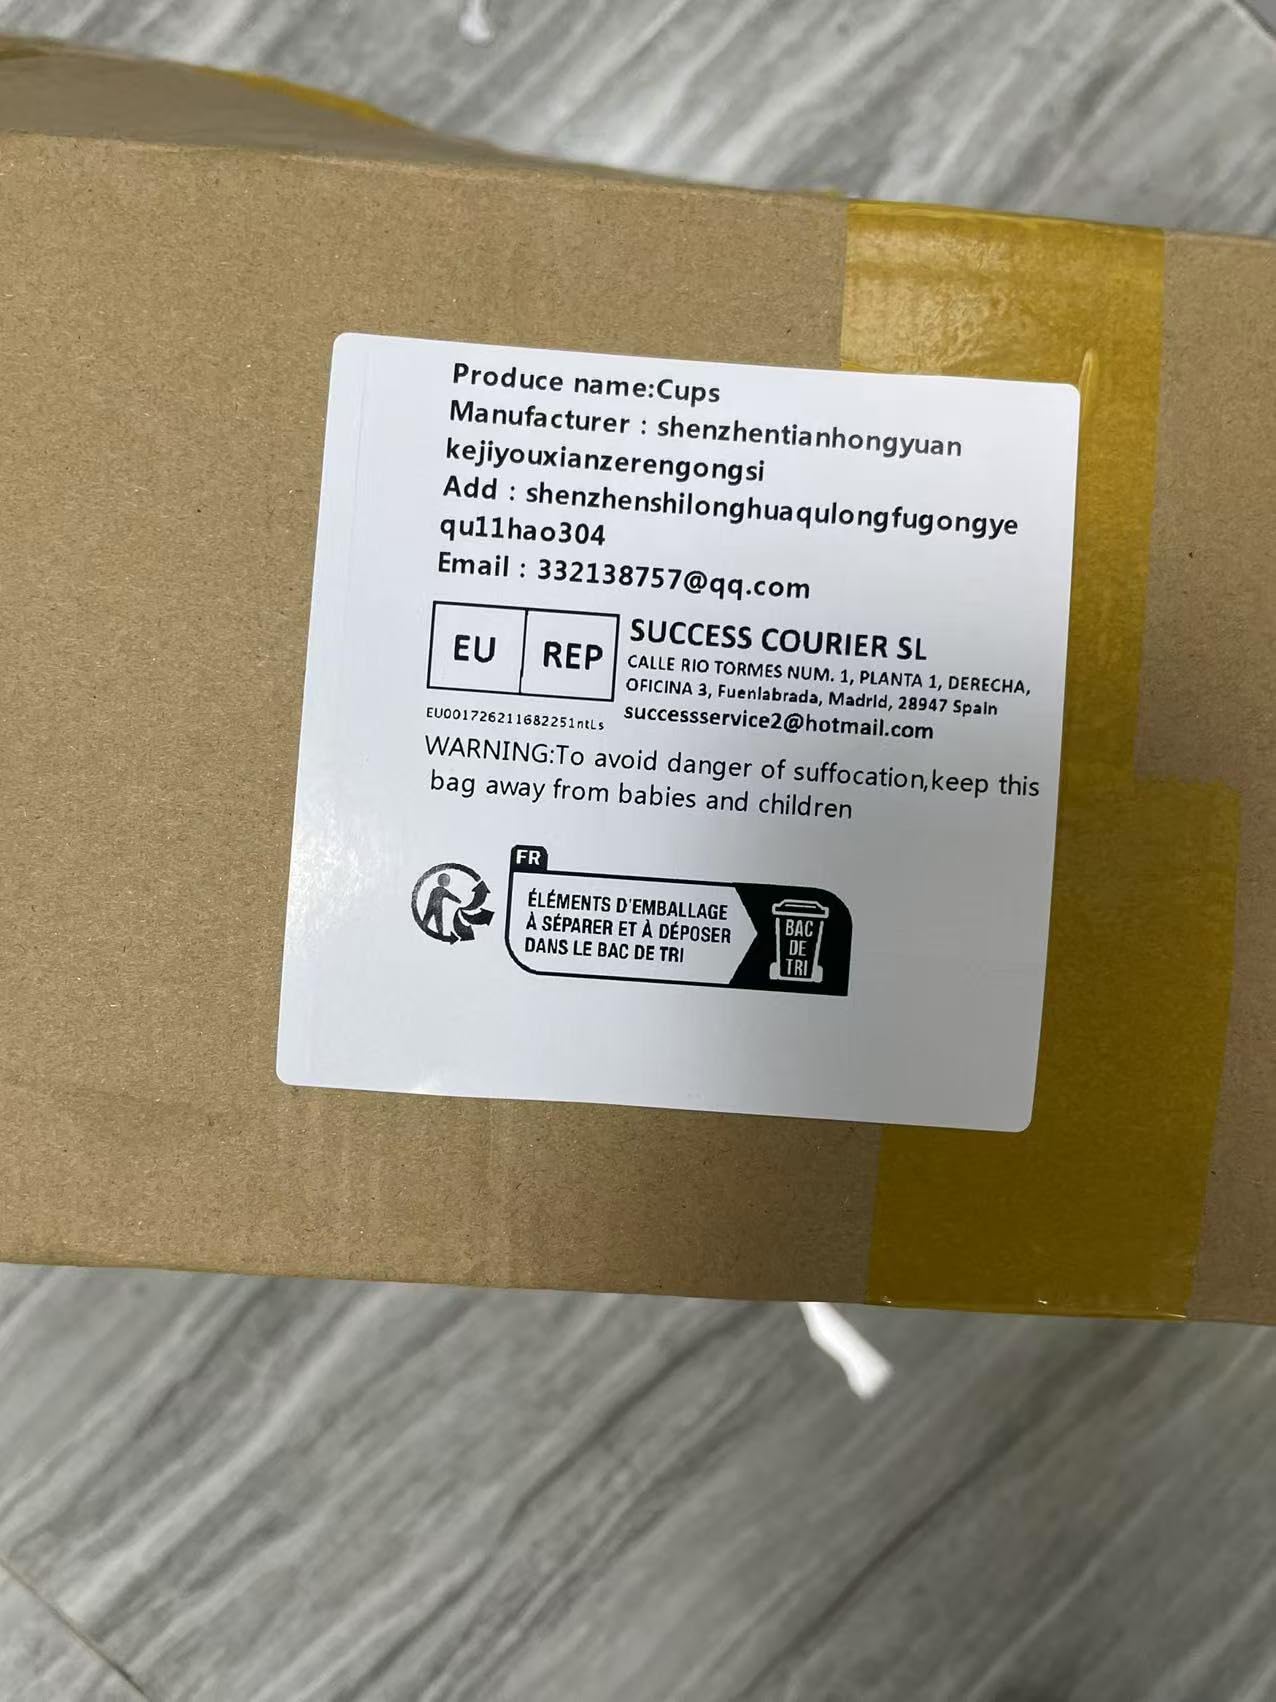 Produce name:Cups
Manufacturer : shenzhentianhongyuan
kejiyouxianzerengongsi
Add : shenzhenshilonghuaqulongfugongye
qu11hao304
Email : 332138757@qq.com
EU REP
SUCCESS COURIER SL
CALLE RIO TORMES NUM. 1, PLANTA 1, DERECHA,
OFICINA 3, Fuenlabrada, Madrid, 28947 Spain
successservice2@hotmail.com
EU001726211682251ntLs
WARNING:To avoid danger of suffocation,keep this
bag away from babies and children
FR
ÉLÉMENTS D'EMBALLAGE
À SÉPARER ET À DÉPOSER
DANS LE BAC DE TRI
BAC
DE
TRI